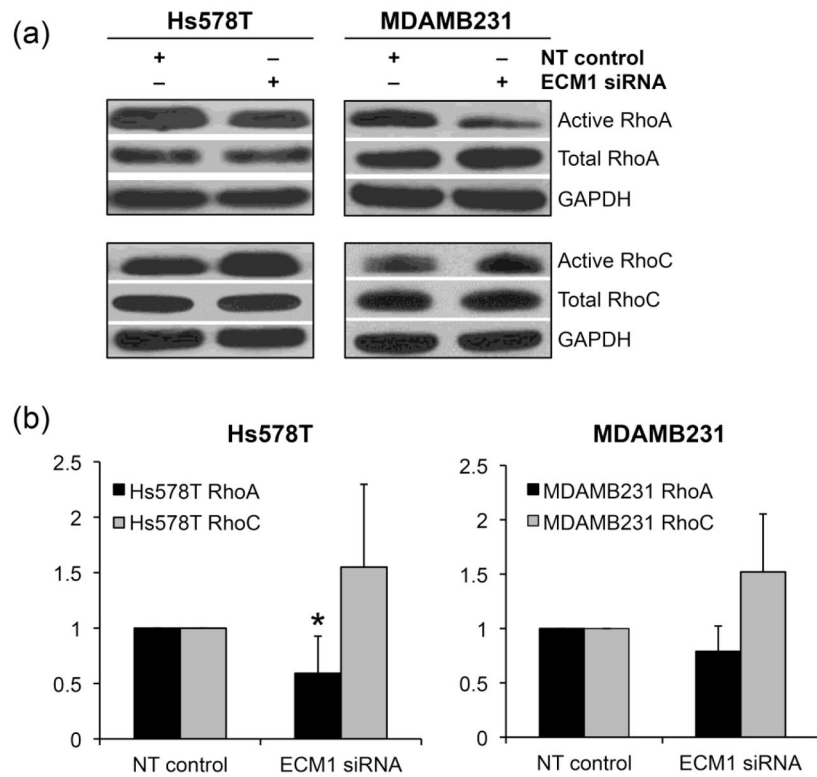 (a)
Hs578T MDAMB231
+ – + – NT control
– + – + ECM1 siRNA
Active RhoA
Total RhoA
GAPDH
Active RhoC
Total RhoC
GAPDH
(b)
Hs578T
2.5
2
1.5
1
0.5
0
Hs578T RhoA
Hs578T RhoC
*
NT control ECM1 siRNA
MDAMB231
2.5
2
1.5
1
0.5
0
MDAMB231 RhoA
MDAMB231 RhoC
NT control ECM1 siRNA